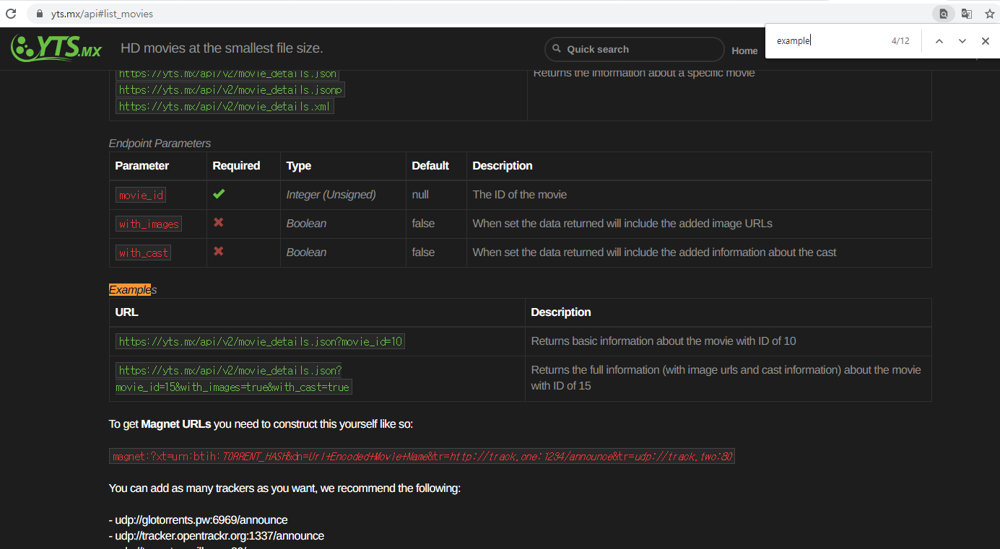 yts.mx/api#list_movies
example 4/12
YTS.MX HD movies at the smallest file size. Quick search Home
https://yts.mx/api/v2/movie_details.json Returns the information about a specific movie
https://yts.mx/api/v2/movie_details.jsonp
https://yts.mx/api/v2/movie_details.xml
Endpoint Parameters
Parameter Required Type Default Description
movie_id Integer (Unsigned) null The ID of the movie
with_images Boolean false When set the data returned will include the added image URLs
with_cast Boolean false When set the data returned will include the added information about the cast
Examples
URL Description
https://yts.mx/api/v2/movie_details.json?movie_id=10 Returns basic information about the movie with ID of 10
https://yts.mx/api/v2/movie_details.json? Returns the full information (with image urls and cast information) about the movie
movie_id=15&with_images=true&with_cast=true with ID of 15
To get Magnet URLs you need to construct this yourself like so:
magnet:?xt=urn:btih:TORRENT_HASH&dn=Url+Encoded+Movie+Name&tr=http://track.one:1234/announce&tr=udp://track.two:80
You can add as many trackers as you want, we recommend the following:
- udp://glotorrents.pw:6969/announce
- udp://tracker.opentrackr.org:1337/announce